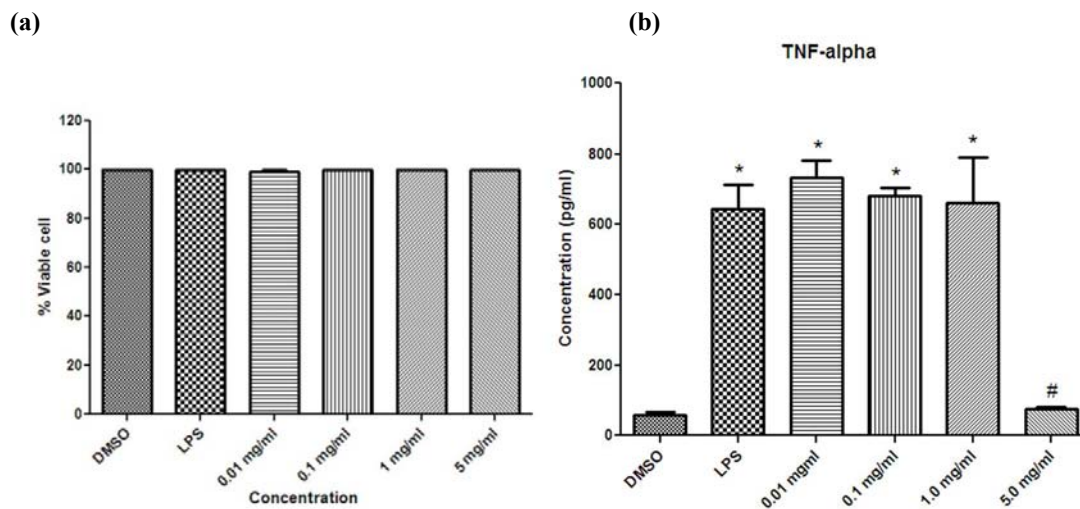 (a)
% Viable cell
120
100
80
60
40
20
0
DMSO
LPS
0.01 mg/ml
0.1 mg/ml
1 mg/ml
5 mg/ml
Concentration
(b)
TNF-alpha
Concentration (pg/ml)
1000
800
600
400
200
0
*
*
*
*
#
DMSO
LPS
0.01 mgml
0.1 mg/ml
1.0 mg/ml
5.0 mg/ml